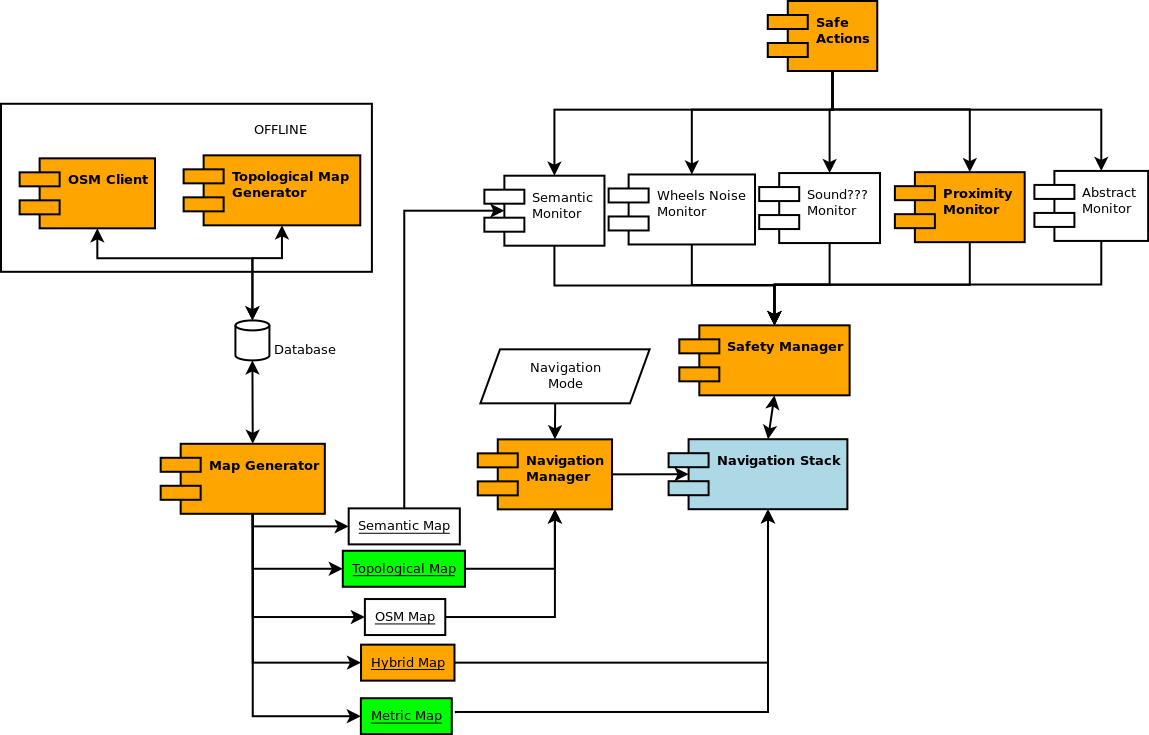 Safe
Actions
OFFLINE
OSM Client
Topological Map
Generator
Semantic
Monitor
Wheels Noise
Monitor
Sound???
Monitor
Proximity
Monitor
Abstract
Monitor
Database
Safety Manager
Navigation
Mode
Map Generator
Navigation
Manager
Navigation Stack
Semantic Map
Topological Map
OSM Map
Hybrid Map
Metric Map